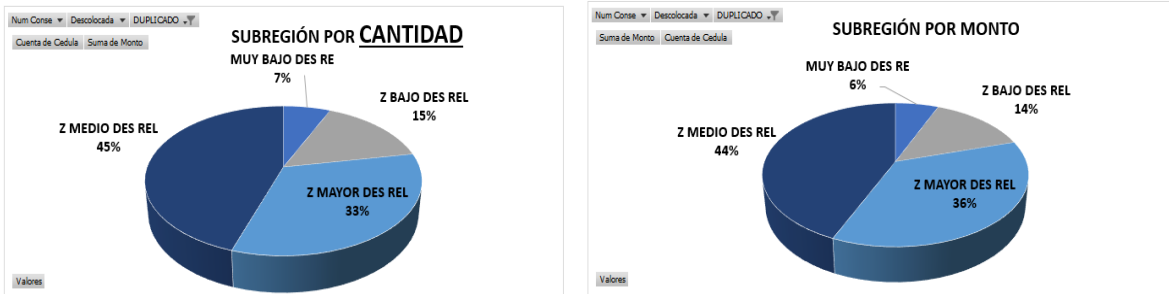 Num Conse Descolocada DUPLICADO
Cuenta de Cedula Suma de Monto
SUBREGIÓN POR CANTIDAD
MUY BAJO DES RE
7%
Z BAJO DES REL
15%
Z MEDIO DES REL
45%
Z MAYOR DES REL
33%
Valores
Num Conse Descolocada DUPLICADO
Suma de Monto Cuenta de Cedula
SUBREGIÓN POR MONTO
MUY BAJO DES RE
6%
Z BAJO DES REL
14%
Z MEDIO DES REL
44%
Z MAYOR DES REL
36%
Valores